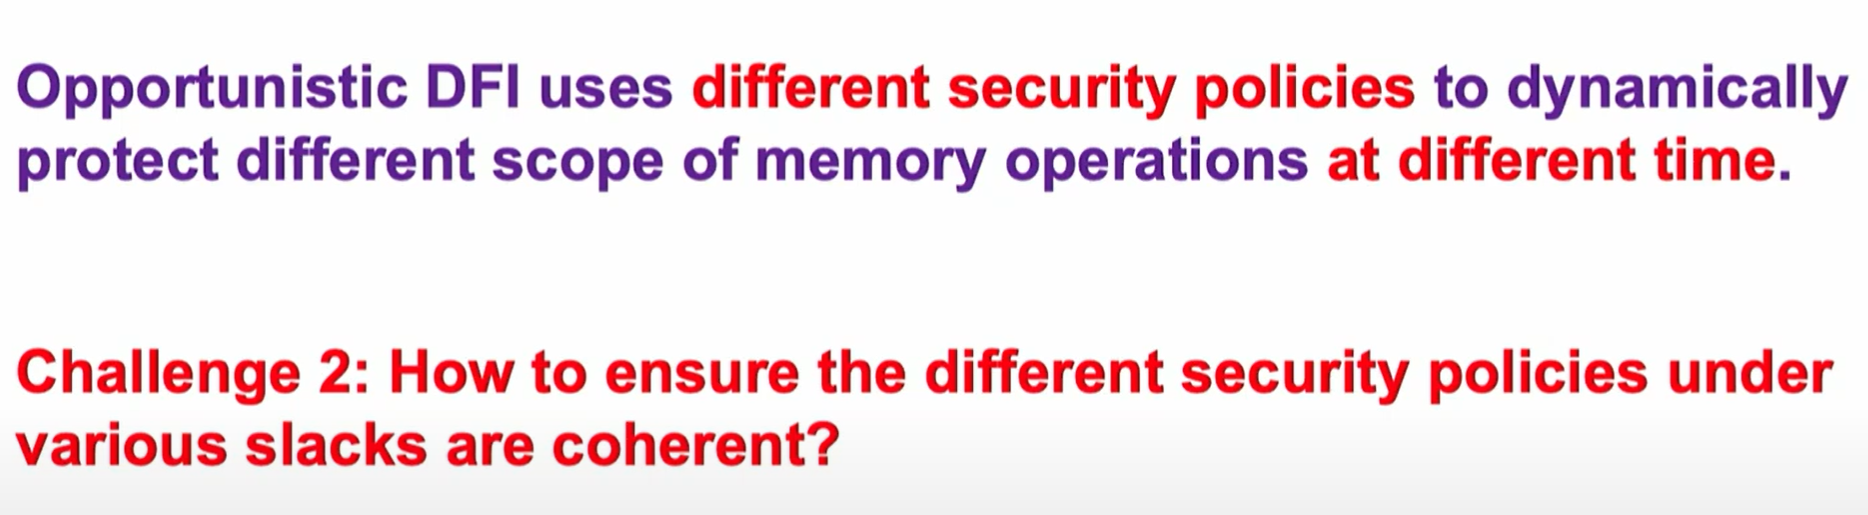 Opportunistic DFI uses different security policies to dynamically
protect different scope of memory operations at different time.
Challenge 2: How to ensure the different security policies under
various slacks are coherent?